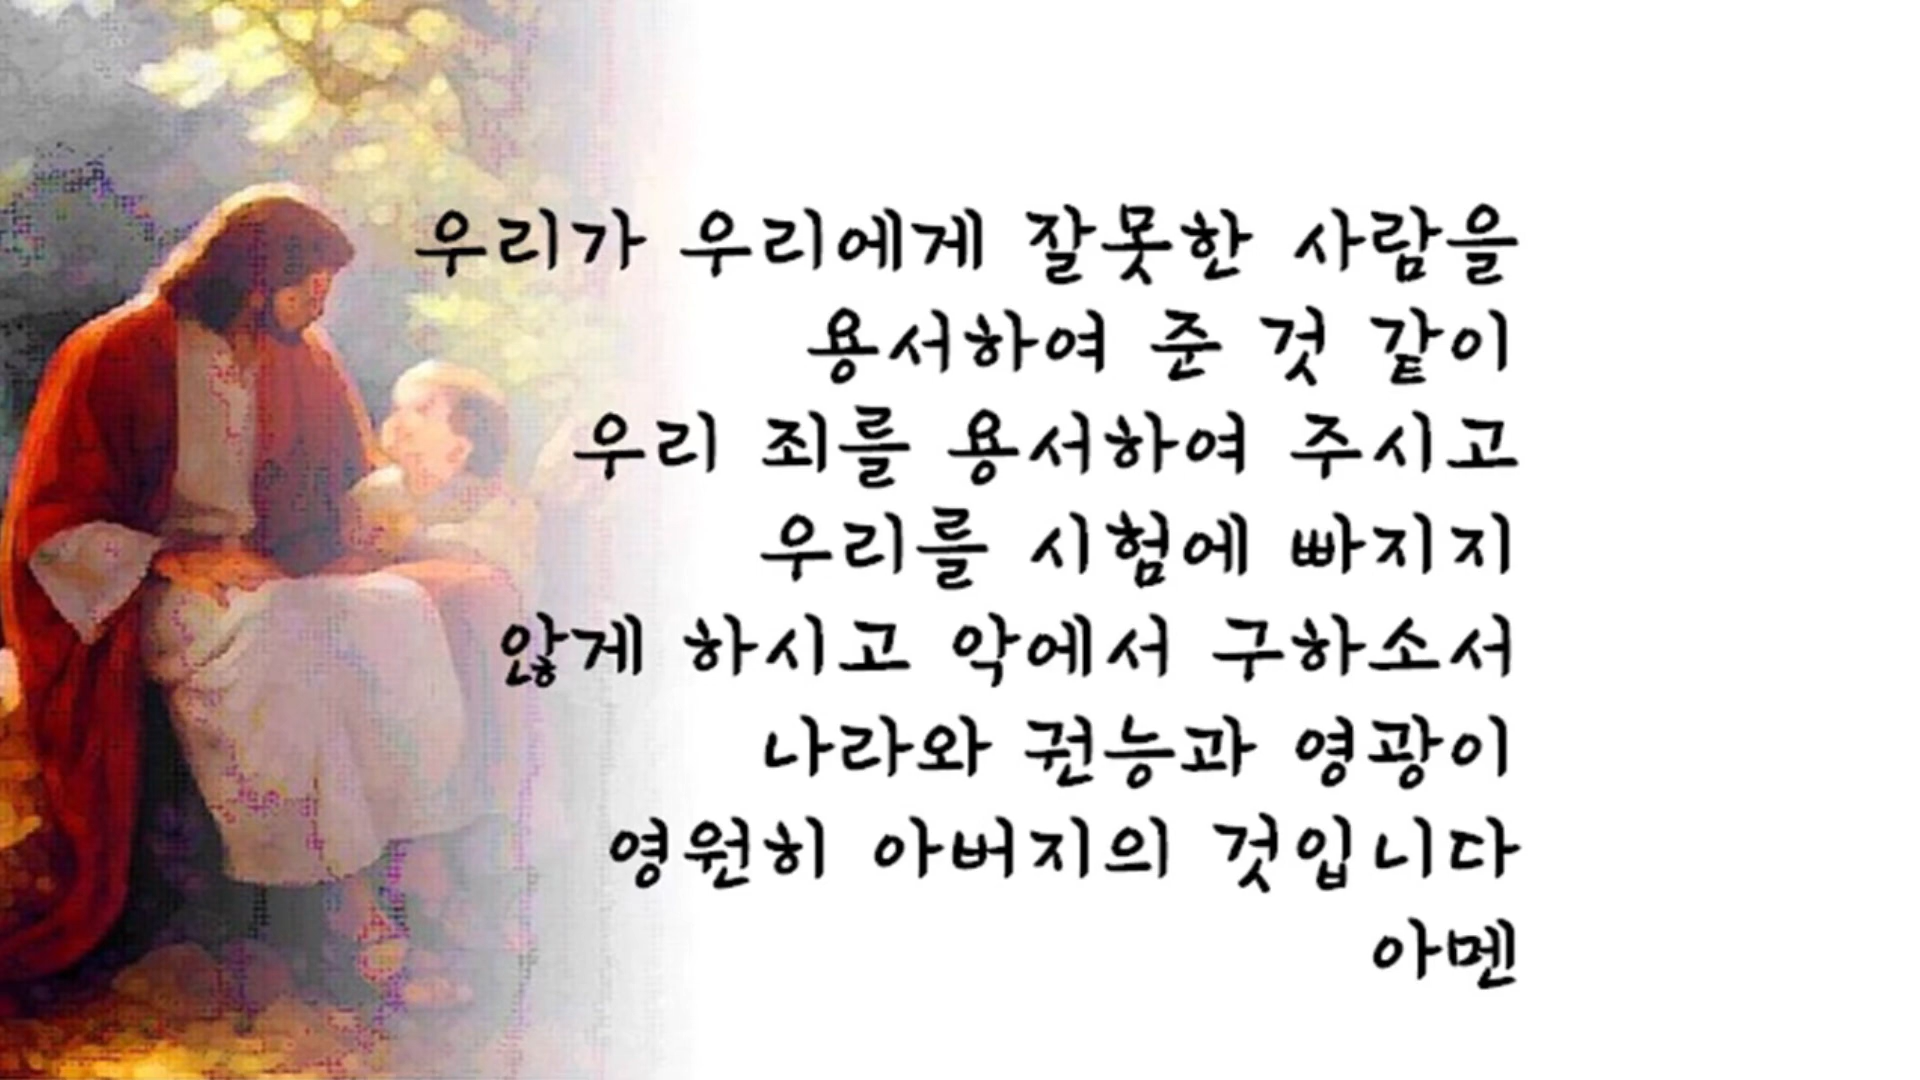 우리가 우리에게 잘못한 사람을
용서하여 준 것 같이
우리 죄를 용서하여 주시고
우리를 시험에 빠지지
않게 하시고 악에서 구하소서
나라와 권능과 영광이
영원히 아버지의 것입니다
아멘